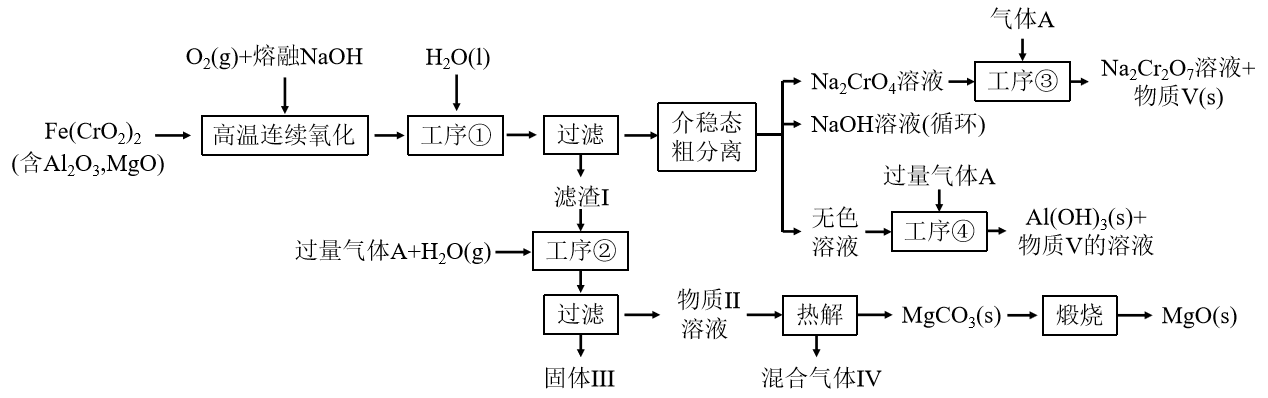 气体A
O₂(g)+熔融NaOH
H₂O(l)
Na₂CrO₄溶液
工序③
Na₂Cr₂O₇溶液+
物质V(s)
Fe(CrO₂)₂
(含Al₂O₃,MgO)
高温连续氧化
工序①
过滤
介稳态
粗分离
NaOH溶液(循环)
滤渣I
过量气体A
无色
溶液
工序④
Al(OH)₃(s)+
物质V的溶液
过量气体A+H₂O(g)
工序②
过滤
物质II
溶液
热解
MgCO₃(s)
煅烧
MgO(s)
固体III
混合气体IV